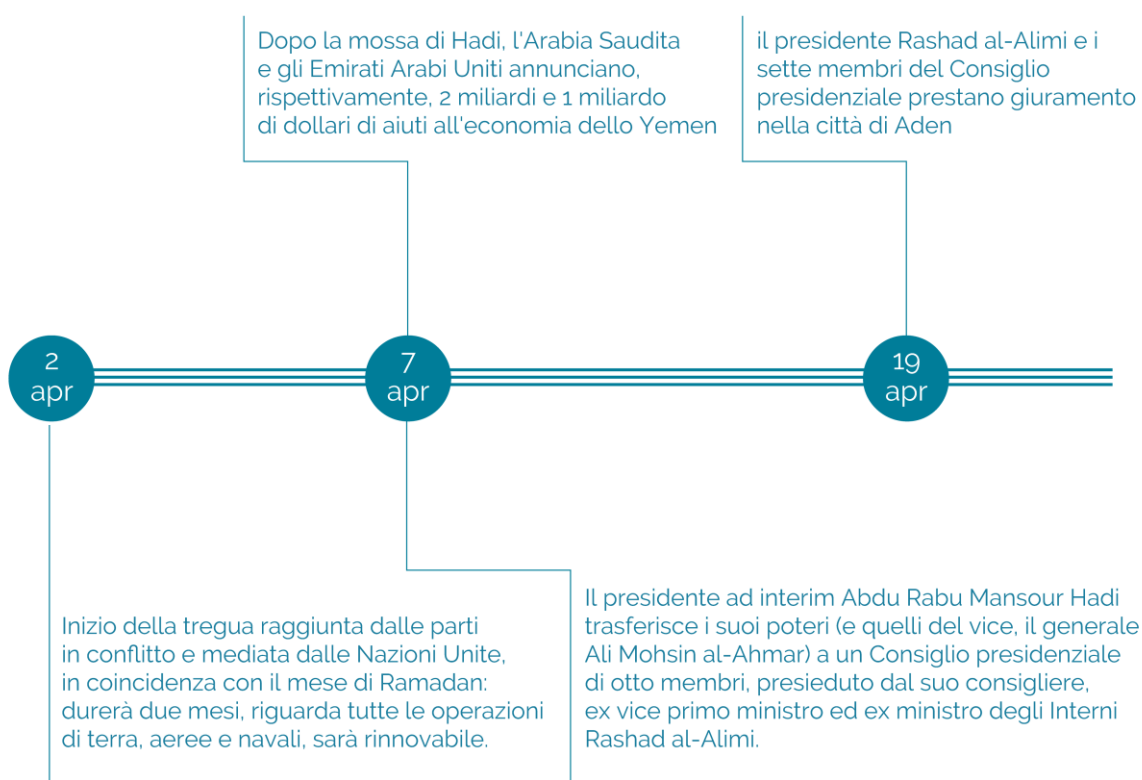 Dopo la mossa di Hadi, l'Arabia Saudita
e gli Emirati Arabi Uniti annunciano,
rispettivamente, 2 miliardi e 1 miliardo
di dollari di aiuti all'economia dello Yemen
il presidente Rashad al-Alimi e i
sette membri del Consiglio
presidenziale prestano giuramento
nella città di Aden
2
apr
7
apr
19
apr
Inizio della tregua raggiunta dalle parti
in conflitto e mediata dalle Nazioni Unite,
in coincidenza con il mese di Ramadan:
durerà due mesi, riguarda tutte le operazioni
di terra, aeree e navali, sarà rinnovabile.
Il presidente ad interim Abdu Rabu Mansour Hadi
trasferisce i suoi poteri (e quelli del vice, il generale
Ali Mohsin al-Ahmar) a un Consiglio presidenziale
di otto membri, presieduto dal suo consigliere,
ex vice primo ministro ed ex ministro degli Interni
Rashad al-Alimi.